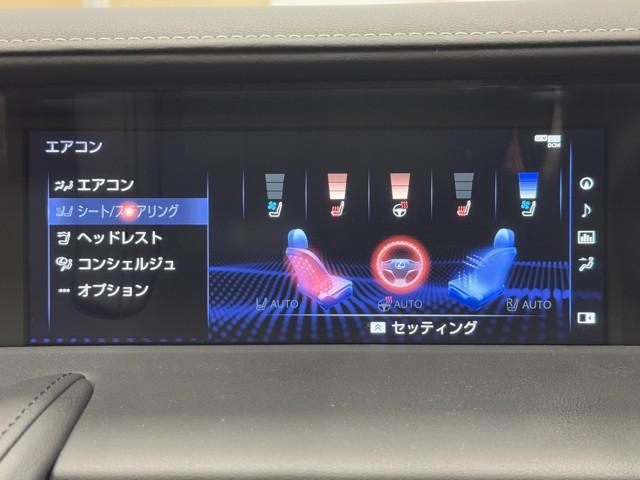 エアコン
DCM
エアコン
シート/ステアリング
ヘッドレスト
コンシェルジュ
オプション
AUTO
AUTO
R AUTO
セッティング